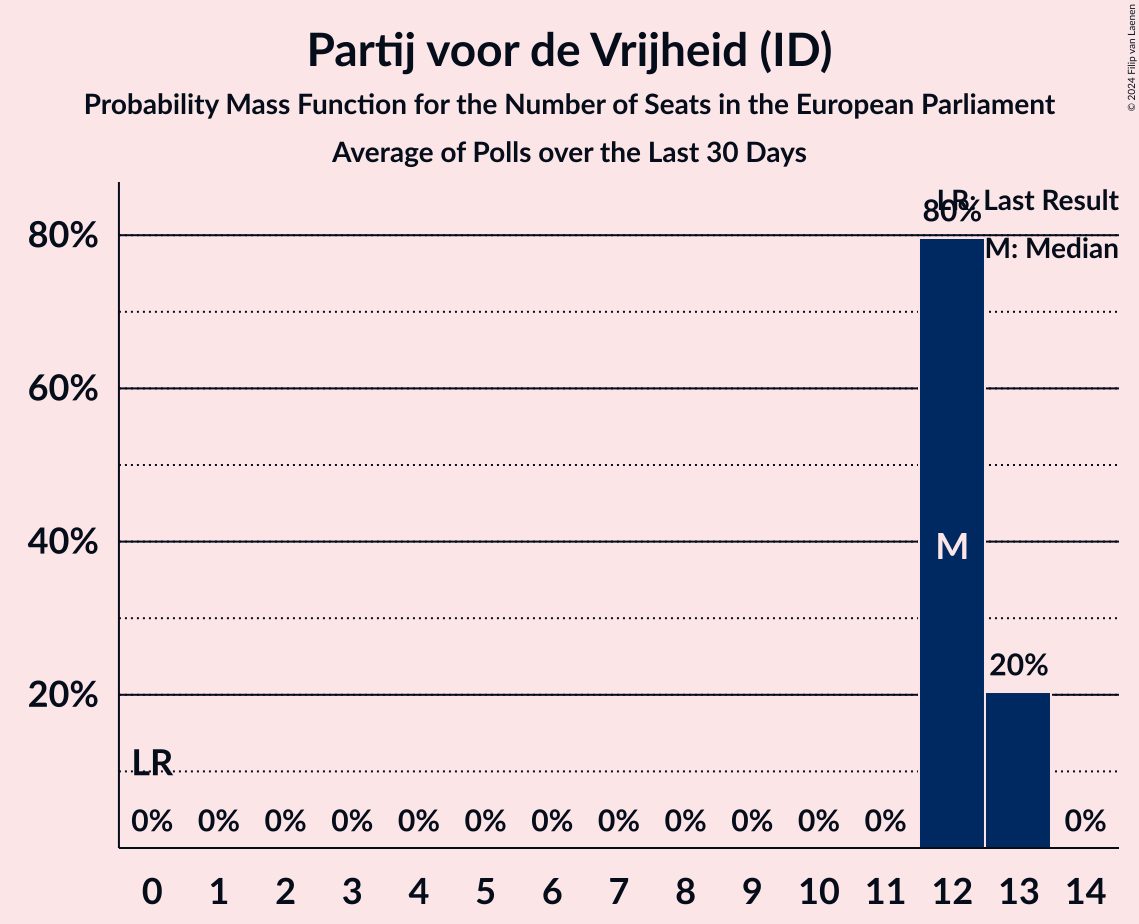 Partij voor de Vrijheid (ID)
Probability Mass Function for the Number of Seats in the European Parliament
Average of Polls over the Last 30 Days
© 2024 Filip van Laenen
LR: Last Result
M: Median
80%
80%
60%
40%
M
20%
20%
LR
0% 0% 0% 0% 0% 0% 0% 0% 0% 0% 0% 0% 0%
0 1 2 3 4 5 6 7 8 9 10 11 12 13 14